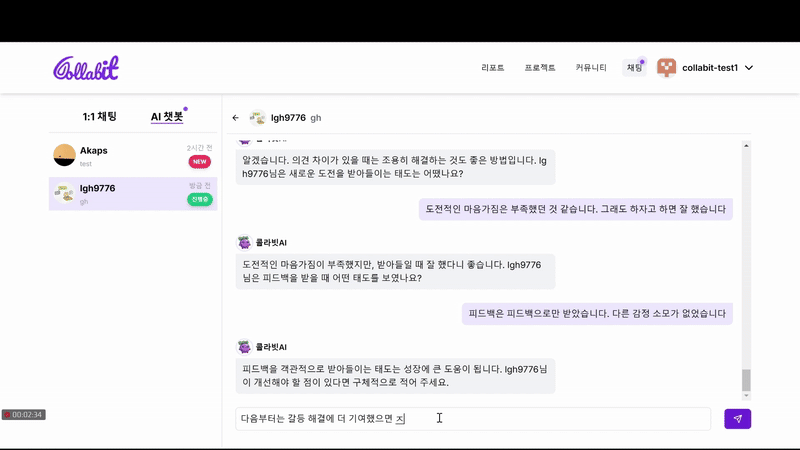 Collabit
리포트 프로젝트 커뮤니티 채팅 collabit-test1
1:1 채팅 AI 챗봇
Akaps 2시간 전
test NEW
lgh9776 방금 전
gh 진행중
lgh9776 gh
알겠습니다. 의견 차이가 있을 때는 조용히 해결하는 것도 좋은 방법입니다. lg
h9776님은 새로운 도전을 받아들이는 태도는 어땠나요?
도전적인 마음가짐은 부족했던 것 같습니다. 그래도 하자고 하면 잘 했습니다
콜라빗AI
도전적인 마음가짐이 부족했지만, 받아들일 때 잘 했다니 좋습니다. lgh9776
님은 피드백을 받을 때 어떤 태도를 보였나요?
피드백은 피드백으로만 받았습니다. 다른 감정 소모가 없었습니다
콜라빗AI
피드백을 객관적으로 받아들이는 태도는 성장에 큰 도움이 됩니다. lgh9776님
이 개선해야 할 점이 있다면 구체적으로 적어 주세요.
다음부터는 갈등 해결에 더 기여했으면 ㅈ
00:02:34